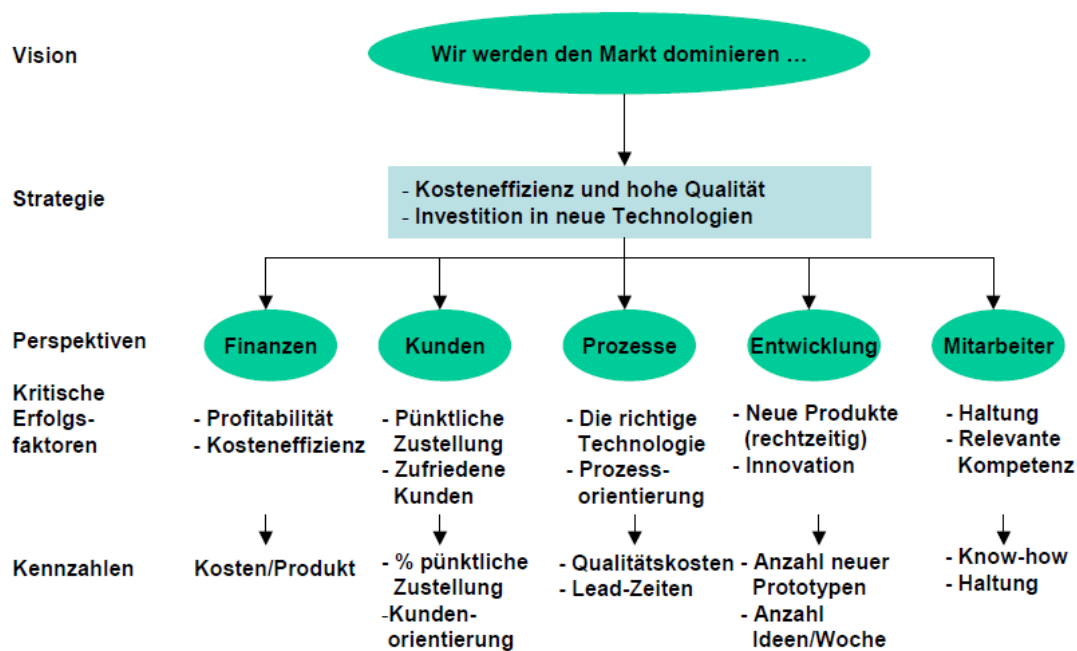 Vision
Wir werden den Markt dominieren ...
Strategie
- Kosteneffizienz und hohe Qualität
- Investition in neue Technologien
Perspektiven
Finanzen
Kunden
Prozesse
Entwicklung
Mitarbeiter
Kritische
Erfolgs-
faktoren
- Profitabilität
- Kosteneffizienz
- Pünktliche
Zustellung
- Zufriedene
Kunden
- Die richtige
Technologie
- Prozess-
orientierung
- Neue Produkte
(rechtzeitig)
- Innovation
- Haltung
- Relevante
Kompetenz
Kennzahlen
Kosten/Produkt
- % pünktliche
Zustellung
-Kunden-
orientierung
- Qualitätskosten
- Lead-Zeiten
- Anzahl neuer
Prototypen
- Anzahl
Ideen/Woche
- Know-how
- Haltung